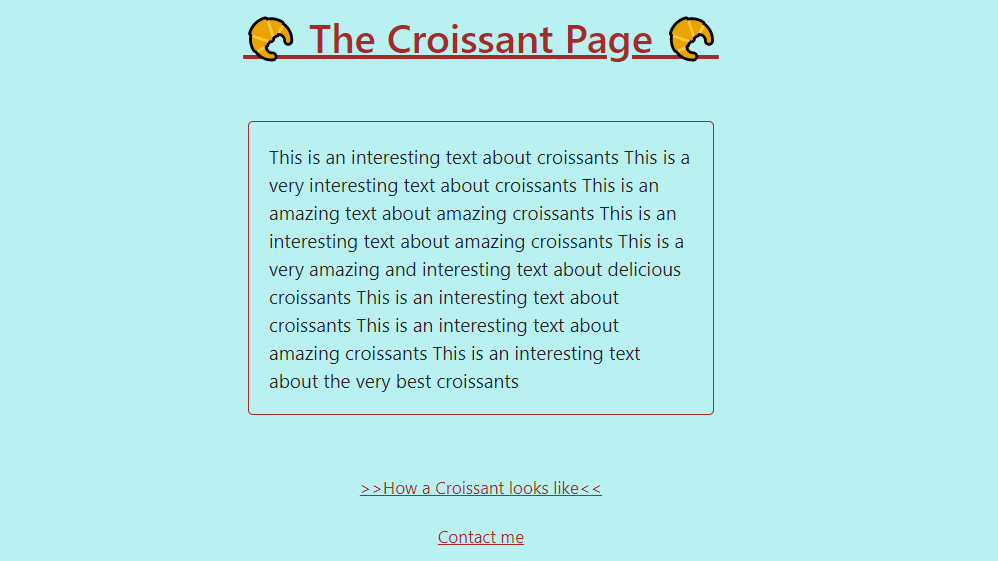 The Croissant Page
This is an interesting text about croissants This is a
very interesting text about croissants This is an
amazing text about amazing croissants This is an
interesting text about amazing croissants This is a
very amazing and interesting text about delicious
croissants This is an interesting text about
croissants This is an interesting text about
amazing croissants This is an interesting text
about the very best croissants
>>How a Croissant looks like<<
Contact me